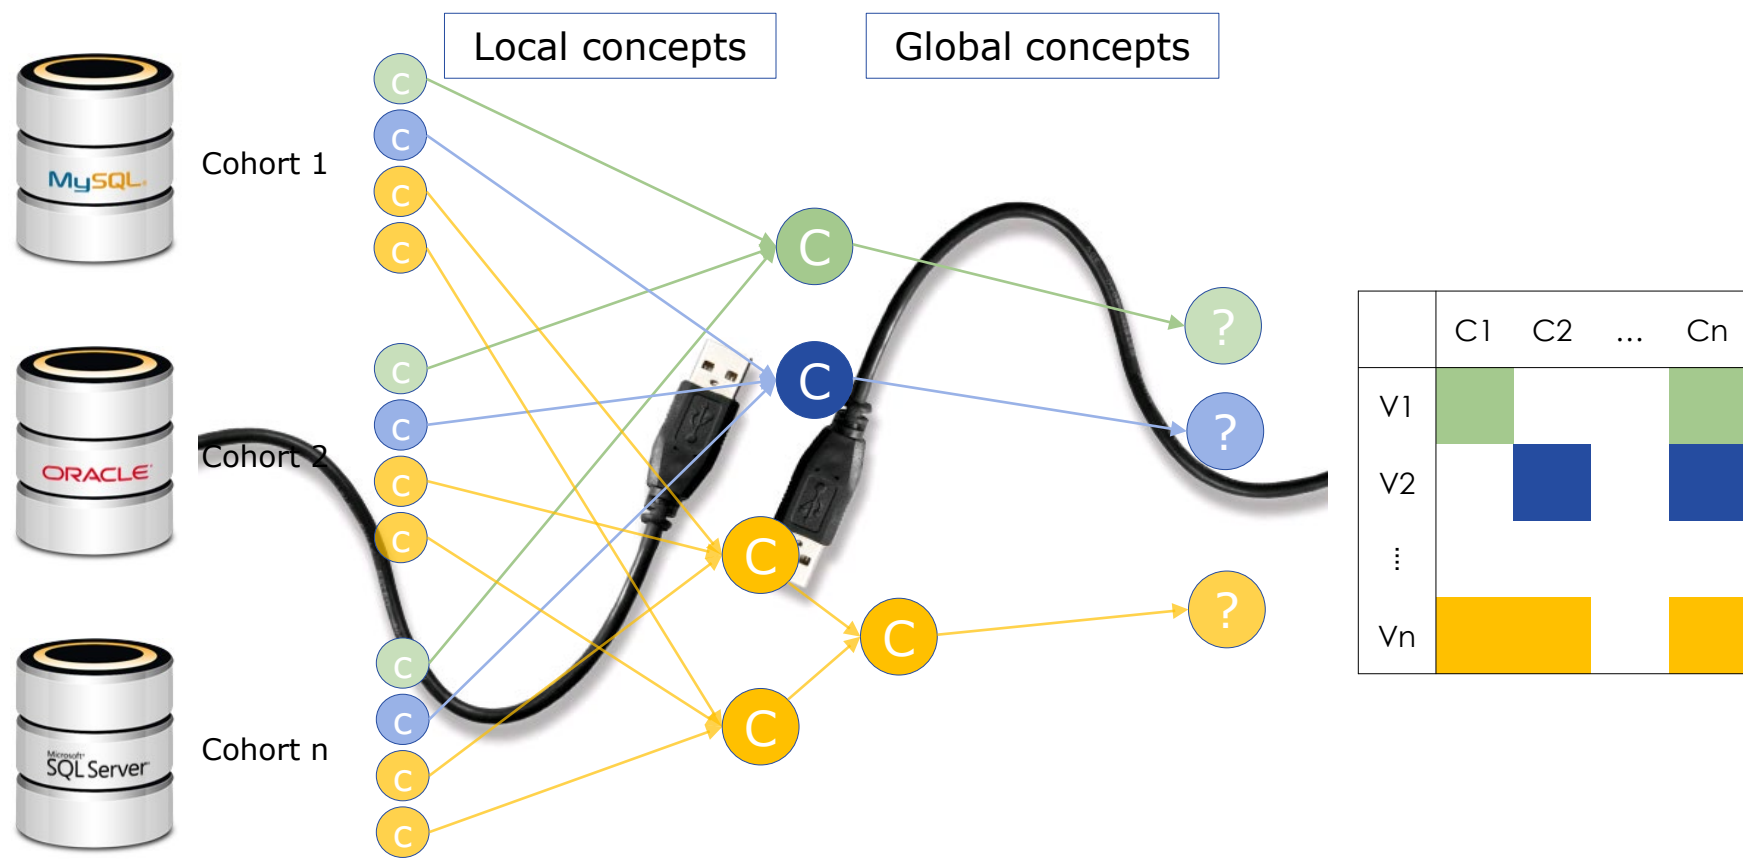 Local concepts
Global concepts
MySQL
Cohort 1
c
c
c
c
ORACLE
Cohort 2
c
c
c
c
Microsoft
SQL Server
Cohort n
c
c
c
c
C
C
C
C
C
?
?
?
C1 C2 ... Cn
V1
V2
...
Vn